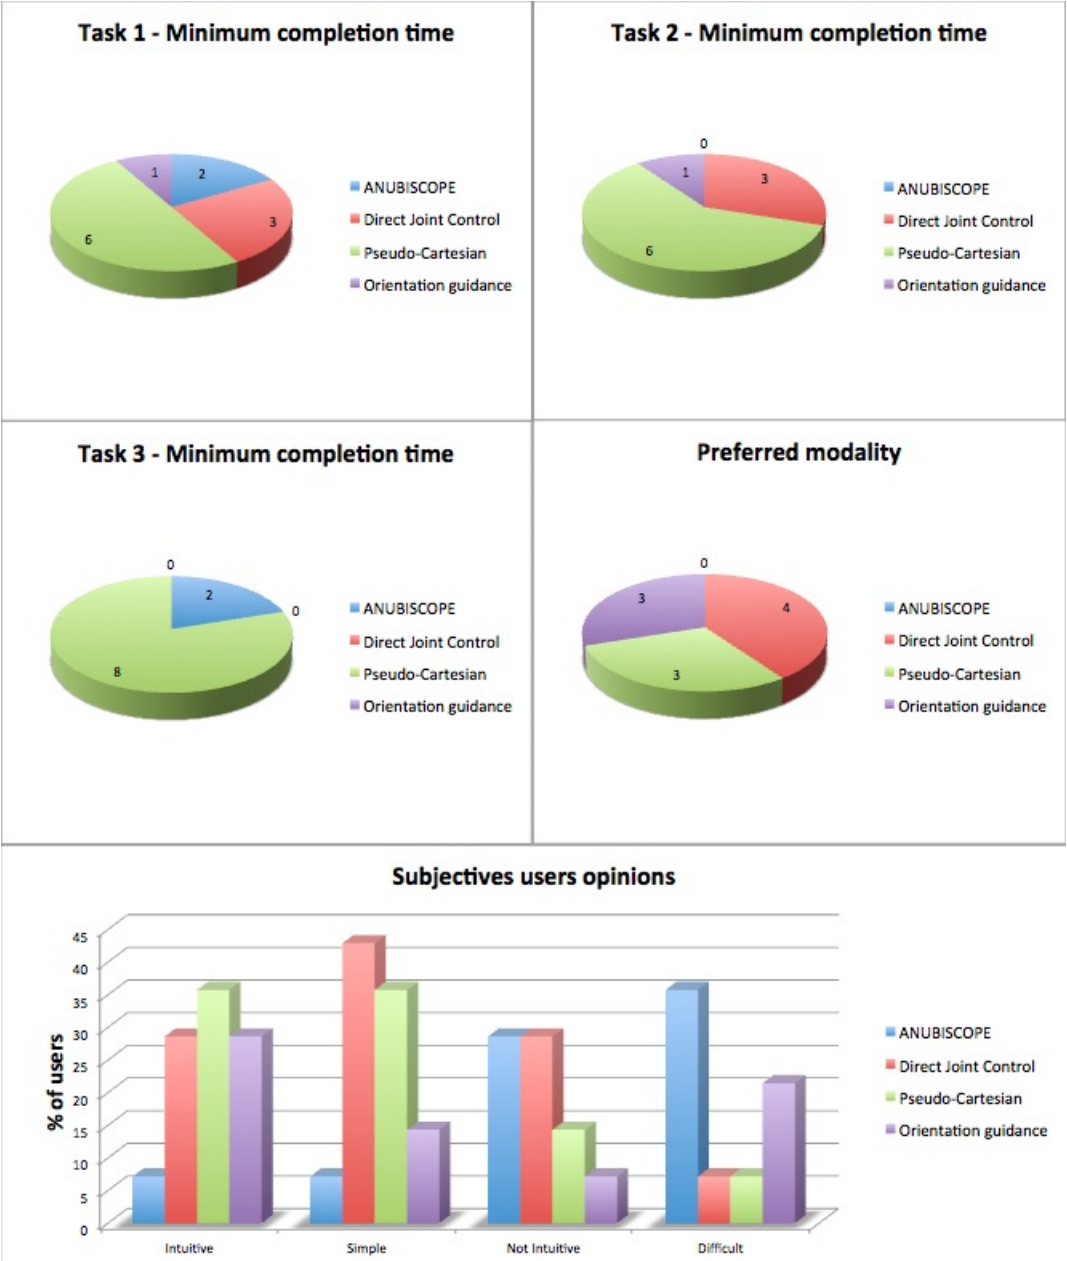 Task 1 - Minimum completion time
1
2
3
6
ANUBISCOPE
Direct Joint Control
Pseudo-Cartesian
Orientation guidance
Task 2 - Minimum completion time
0
1
3
6
ANUBISCOPE
Direct Joint Control
Pseudo-Cartesian
Orientation guidance
Task 3 - Minimum completion time
0
2
0
8
ANUBISCOPE
Direct Joint Control
Pseudo-Cartesian
Orientation guidance
Preferred modality
0
3
4
3
ANUBISCOPE
Direct Joint Control
Pseudo-Cartesian
Orientation guidance
Subjectives users opinions
% of users
45
40
35
30
25
20
15
10
5
0
Intuitive
Simple
Not Intuitive
Difficult
ANUBISCOPE
Direct Joint Control
Pseudo-Cartesian
Orientation guidance